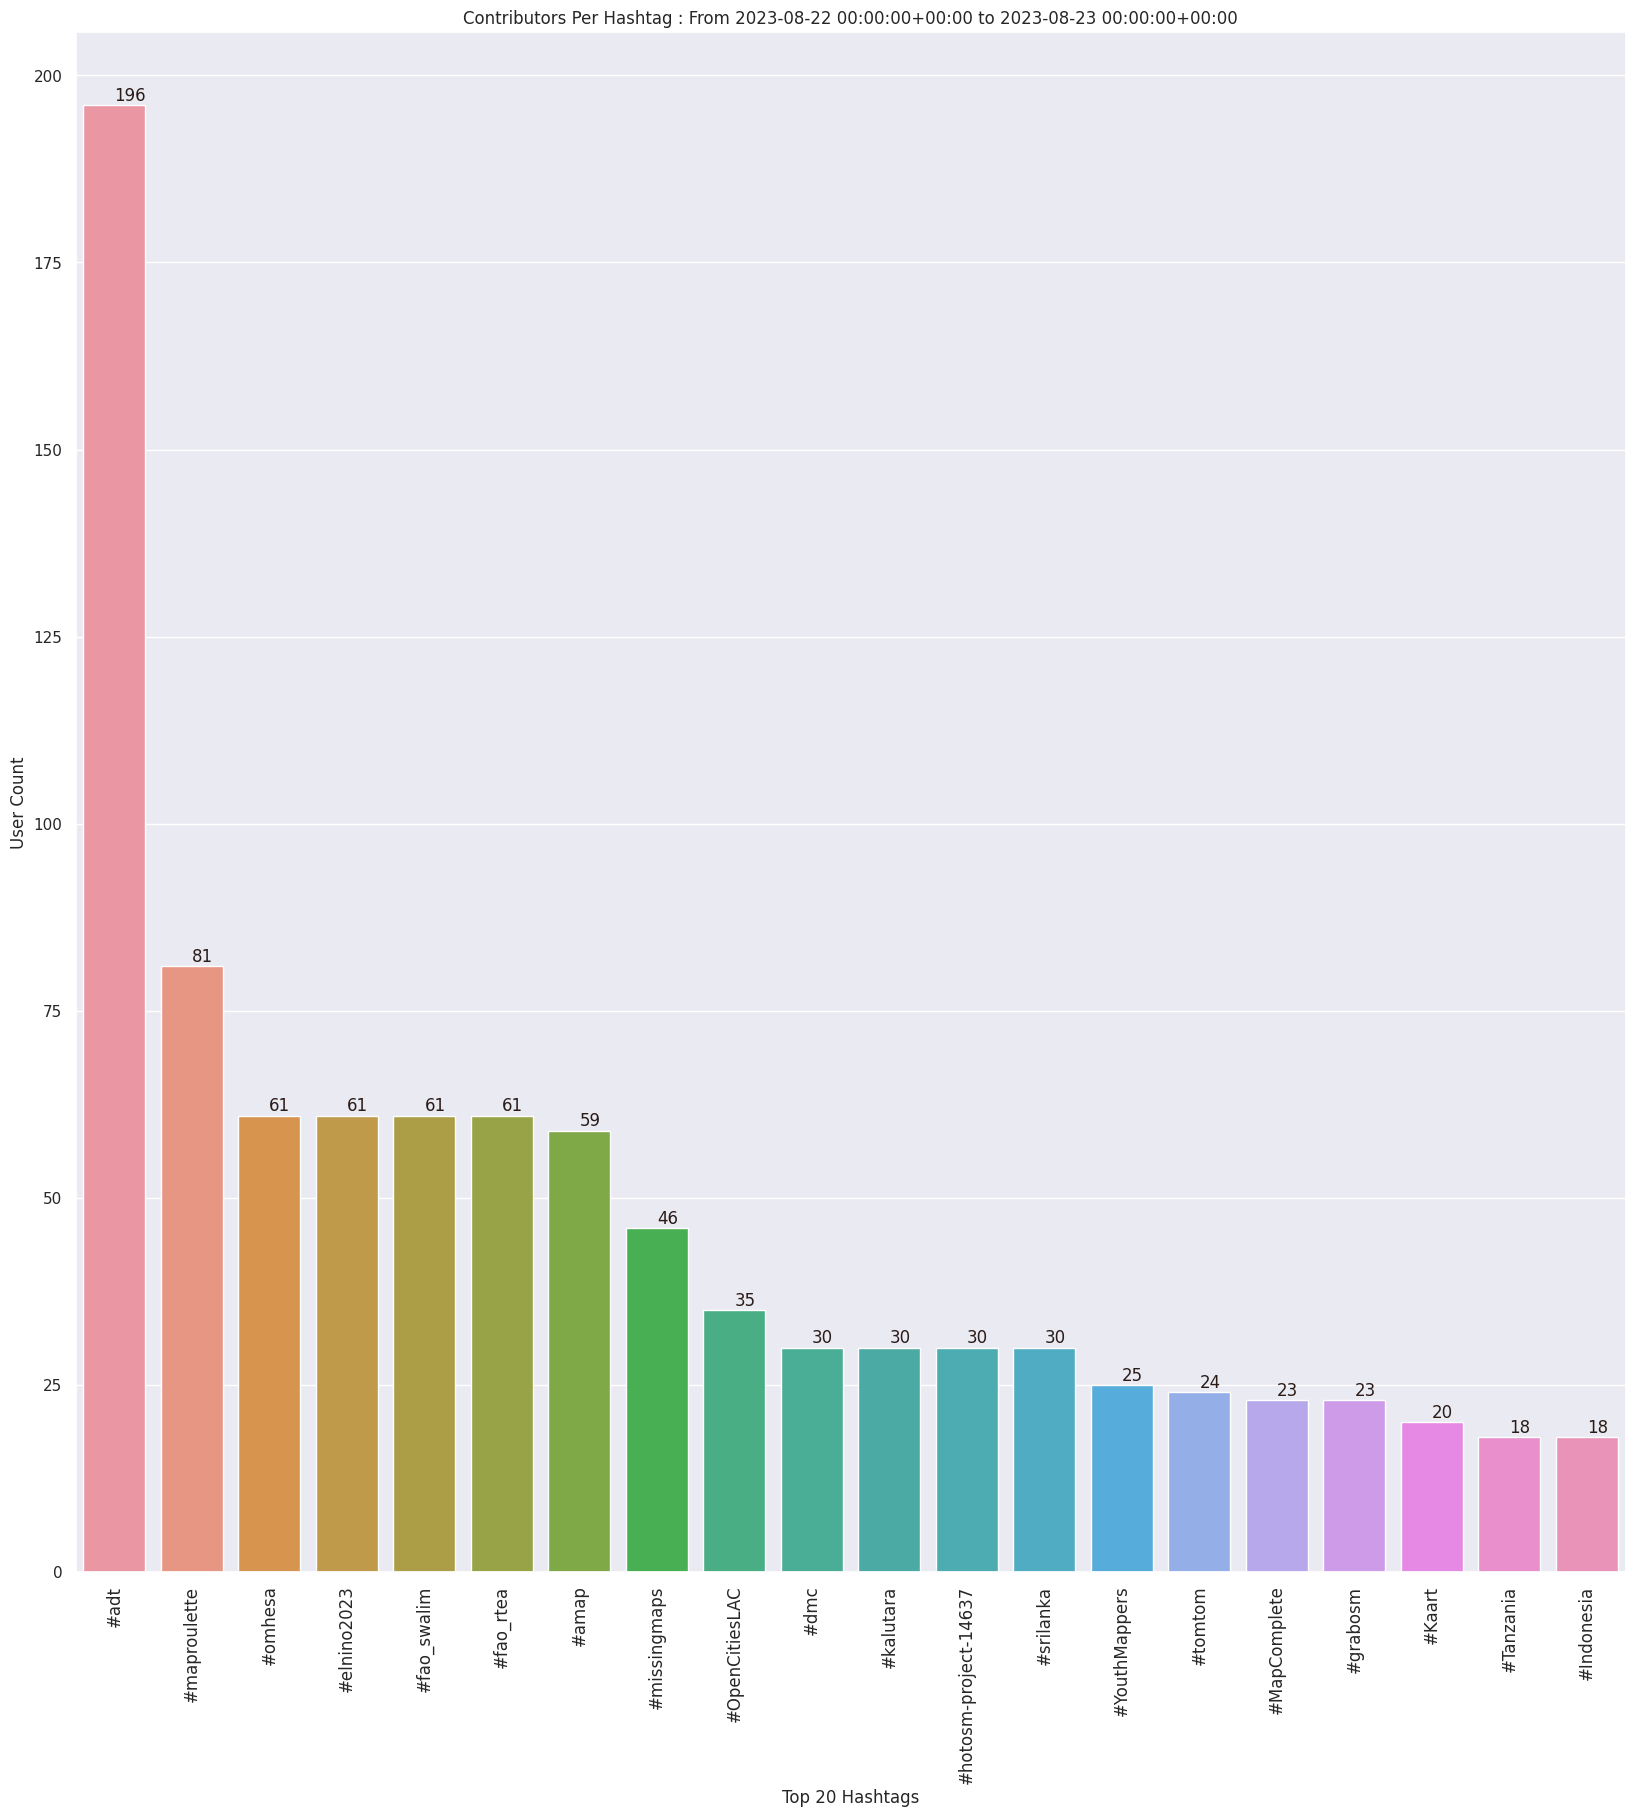 Contributors Per Hashtag : From 2023-08-22 00:00:00+00:00 to 2023-08-23 00:00:00+00:00
User Count
200
175
150
125
100
75
50
25
0
196
81
61
61
61
61
59
46
35
30
30
30
30
25
24
23
23
20
18
18
#adt
#maproulette
#omhesa
#elnino2023
#fao_swalim
#fao_rtea
#amap
#missingmaps
#OpenCitiesLAC
#dmc
#kalutara
#hotosm-project-14637
#srilanka
#YouthMappers
#tomtom
#MapComplete
#grabosm
#Kaart
#Tanzania
#Indonesia
Top 20 Hashtags